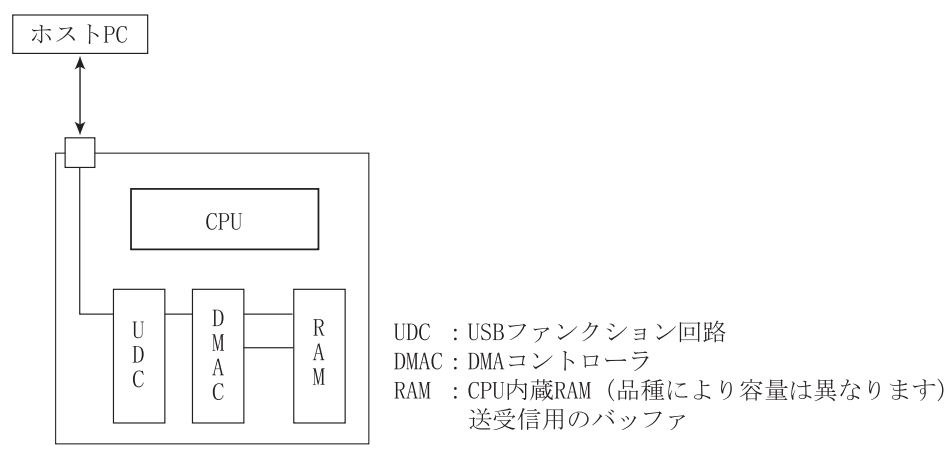 ホストPC
CPU
UDC
DMAC
RAM
UDC ：USBファンクション回路
DMAC：DMAコントローラ
RAM ：CPU内蔵RAM（品種により容量は異なります）
送受信用のバッファ